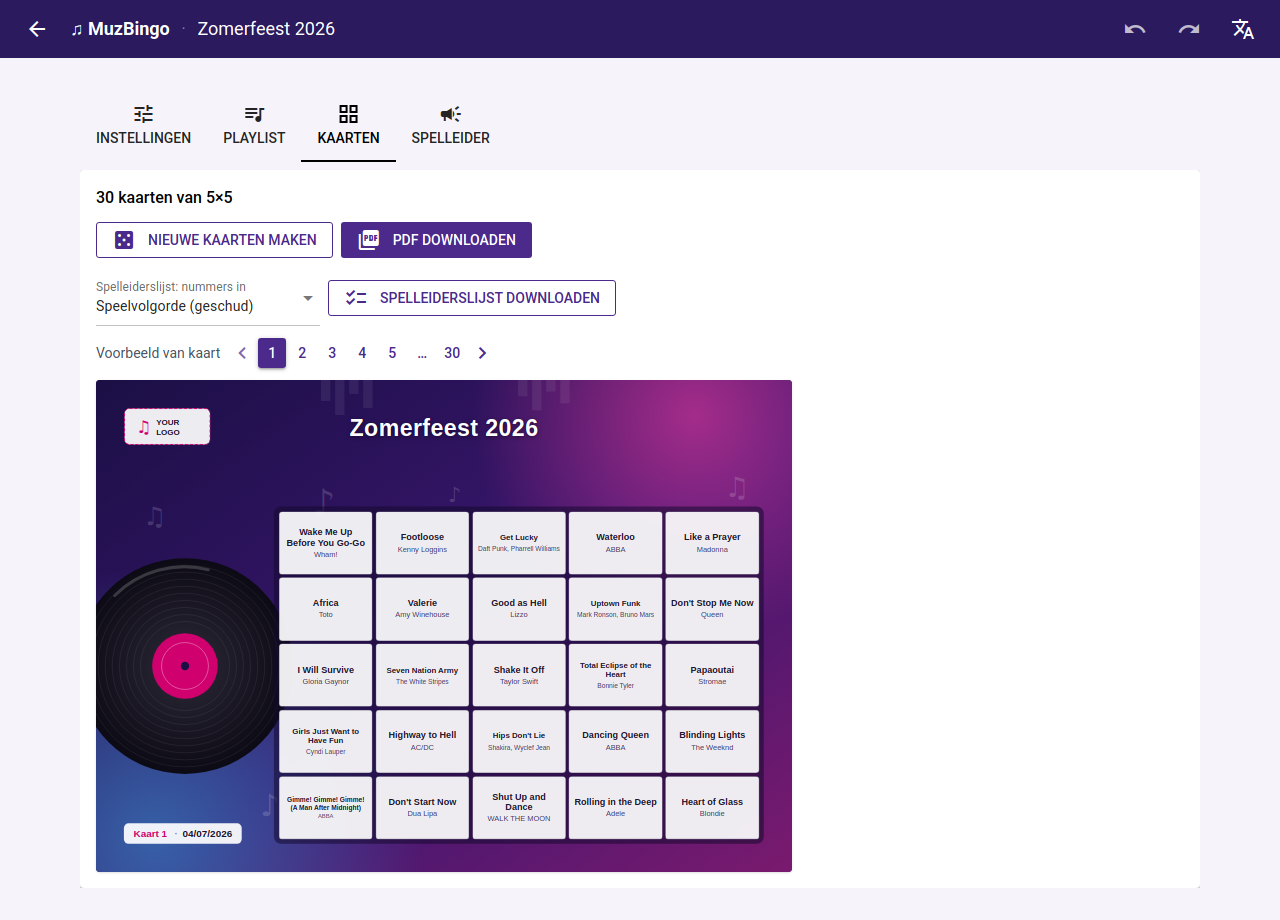 ♫ MuzBingo · Zomerfeest 2026
INSTELLINGEN PLAYLIST KAARTEN SPELLEIDER
30 kaarten van 5×5
NIEUWE KAARTEN MAKEN PDF PDF DOWNLOADEN
Spelleiderslijst: nummers in
Speelvolgorde (geschud) SPELLEIDERSLIJST DOWNLOADEN
Voorbeeld van kaart 1 2 3 4 5 … 30
YOUR
LOGO
Zomerfeest 2026
Wake Me Up
Before You Go-Go
Wham!
Footloose
Kenny Loggins
Get Lucky
Daft Punk, Pharrell Williams
Waterloo
ABBA
Like a Prayer
Madonna
Africa
Toto
Valerie
Amy Winehouse
Good as Hell
Lizzo
Uptown Funk
Mark Ronson, Bruno Mars
Don't Stop Me Now
Queen
I Will Survive
Gloria Gaynor
Seven Nation Army
The White Stripes
Shake It Off
Taylor Swift
Total Eclipse of the
Heart
Bonnie Tyler
Papaoutai
Stromae
Girls Just Want to
Have Fun
Cyndi Lauper
Highway to Hell
AC/DC
Hips Don't Lie
Shakira, Wyclef Jean
Dancing Queen
ABBA
Blinding Lights
The Weeknd
Gimme! Gimme! Gimme!
(A Man After Midnight)
ABBA
Don't Start Now
Dua Lipa
Shut Up and
Dance
WALK THE MOON
Rolling in the Deep
Adele
Heart of Glass
Blondie
Kaart 1 · 04/07/2026